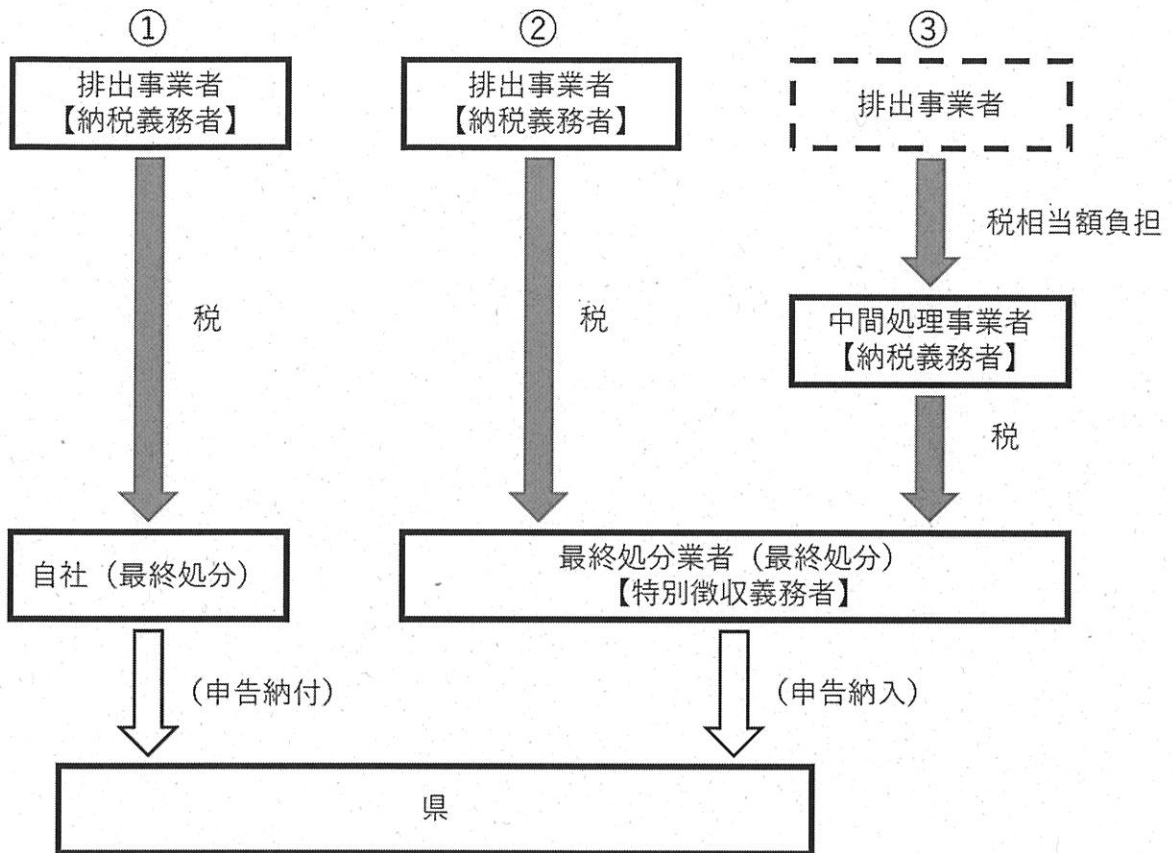 ①
②
③
排出事業者
【納税義務者】
排出事業者
【納税義務者】
排出事業者
税相当額負担
税
税
中間処理事業者
【納税義務者】
税
自社（最終処分）
最終処分業者（最終処分）
【特別徴収義務者】
（申告納付）
（申告納入）
県